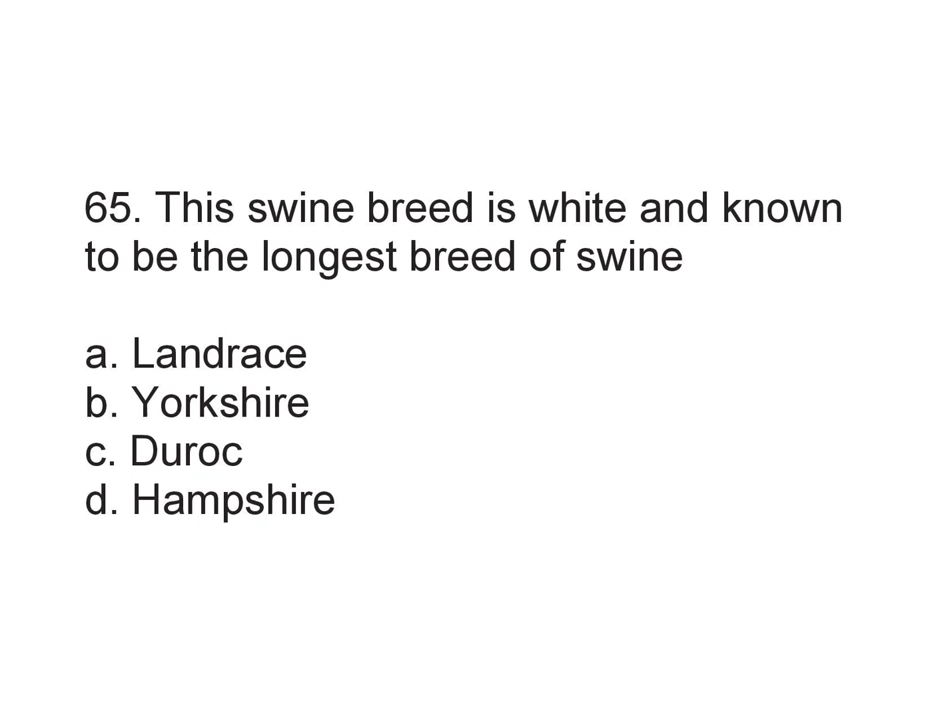 65. This swine breed is white and known
to be the longest breed of swine
a. Landrace
b. Yorkshire
c. Duroc
d. Hampshire